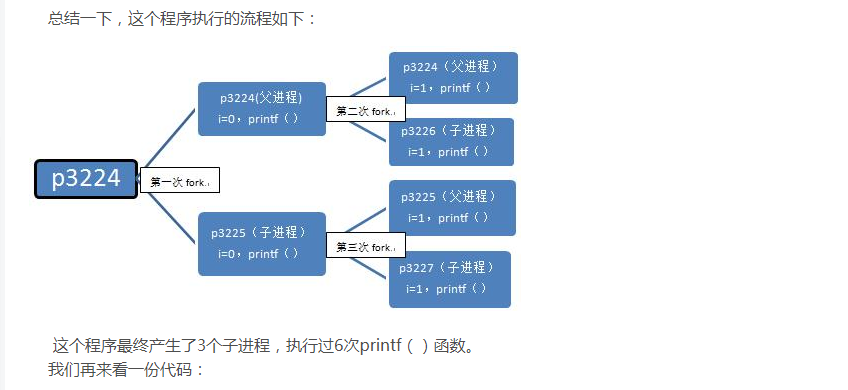 总结一下，这个程序执行的流程如下：
p3224（父进程）
i=1，printf（）
p3224(父进程)
i=0，printf（）
第二次 fork
p3226（子进程）
i=1，printf（）
p3224
第一次 fork
p3225（父进程）
i=1，printf（）
p3225（子进程）
i=0，printf（）
第三次 fork
p3227（子进程）
i=1，printf（）
这个程序最终产生了3个子进程，执行过6次printf（）函数。
我们再来看一份代码：